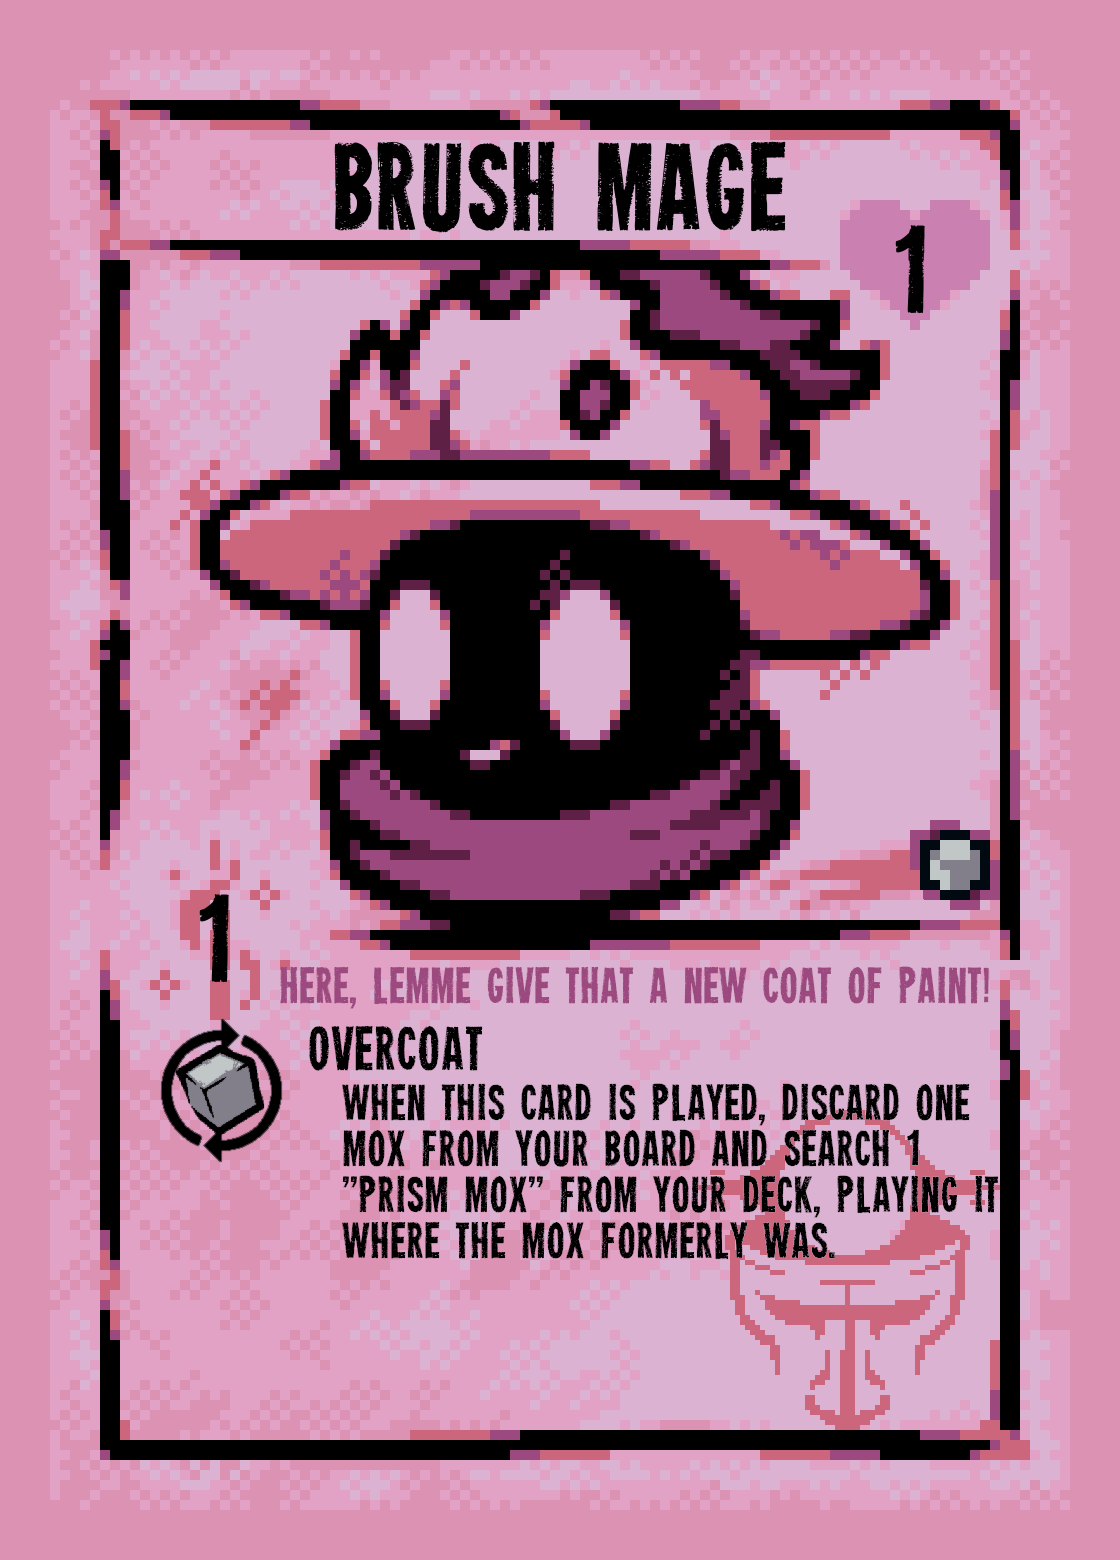 BRUSH MAGE
1
1
HERE, LEMME GIVE THAT A NEW COAT OF PAINT!
OVERCOAT
WHEN THIS CARD IS PLAYED, DISCARD ONE
MOX FROM YOUR BOARD AND SEARCH 1
"PRISM MOX" FROM YOUR DECK, PLAYING IT
WHERE THE MOX FORMERLY WAS.